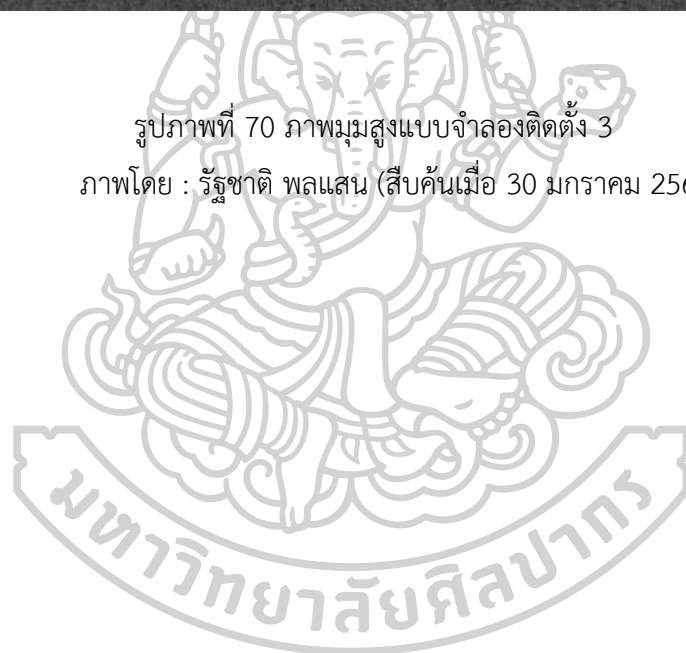 รูปภาพที่ 70 ภาพมุมสูงแบบจำลองติดตั้ง 3
ภาพโดย : รัฐชาติ พลแสน (สืบค้นเมื่อ 30 มกราคม 256
มหาวิทยาลัยศิลปากร